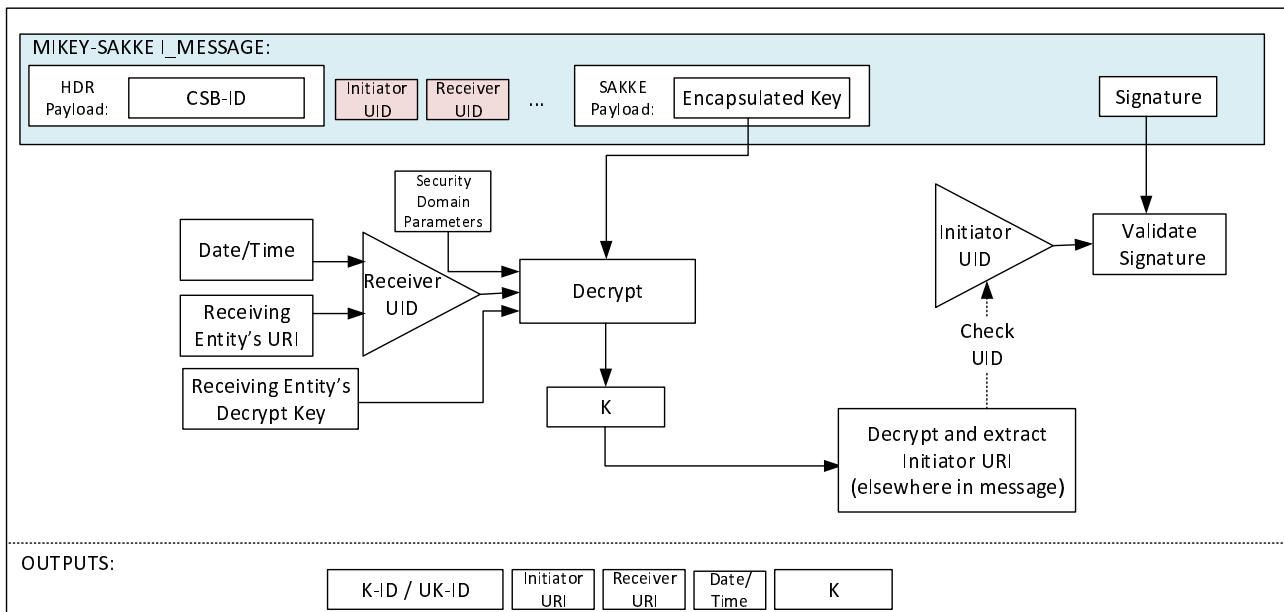 MIKEY-SAKKE I_MESSAGE:
HDR
Payload:
CSB-ID
Initiator
UID
Receiver
UID
...
SAKKE
Payload:
Encapsulated Key
Signature
Security
Domain
Parameters
Date/Time
Receiver
UID
Receiving
Entity's URI
Receiving Entity's
Decrypt Key
Decrypt
K
Initiator
UID
Validate
Signature
Check
UID
Decrypt and extract
Initiator URI
(elsewhere in message)
OUTPUTS:
K-ID / UK-ID
Initiator
URI
Receiver
URI
Date/
Time
K